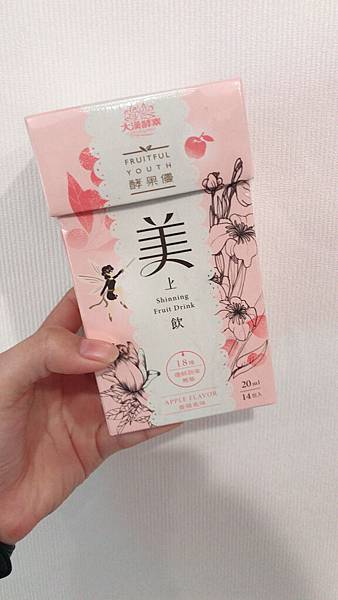 大漢酵素
FRUITFUL
YOUTH
酵果優
美
上
Shinning
Fruit Drink
飲
18種
APPLE FLAVOR
蘋果風味
20ml
14包入